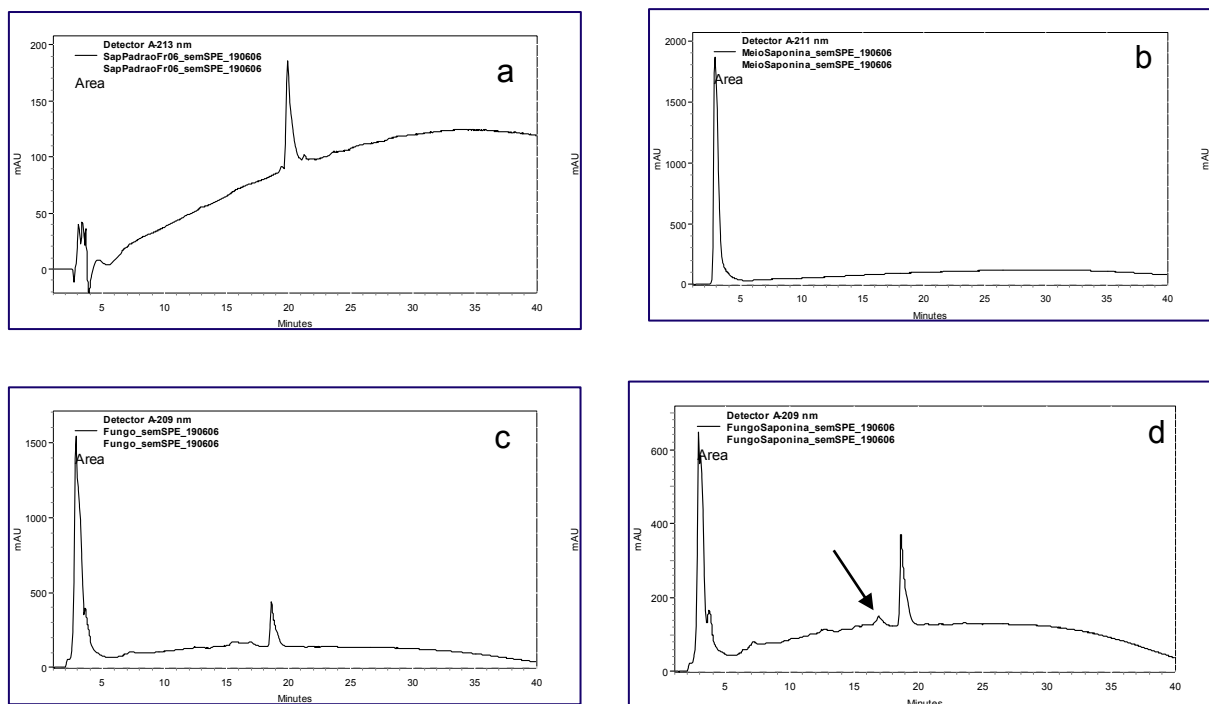 Detector A-213 nm
SapPadraoFr06_semSPE_190606
SapPadraoFr06_semSPE_190606
Area
a
200
150
100
50
0
mAU
mAU
5 10 15 20 25 30 35 40
Minutes
Detector A-211 nm
MeioSaponina_semSPE_190606
MeioSaponina_semSPE_190606
Area
b
2000
1500
1000
500
0
mAU
mAU
5 10 15 20 25 30 35 40
Minutes
Detector A-209 nm
Fungo_semSPE_190606
Fungo_semSPE_190606
Area
c
1500
1000
500
0
mAU
mAU
5 10 15 20 25 30 35 40
Minutes
Detector A-209 nm
FungoSaponina_semSPE_190606
FungoSaponina_semSPE_190606
Area
d
600
400
200
0
mAU
5 10 15 20 25 30 35 40
Minutes